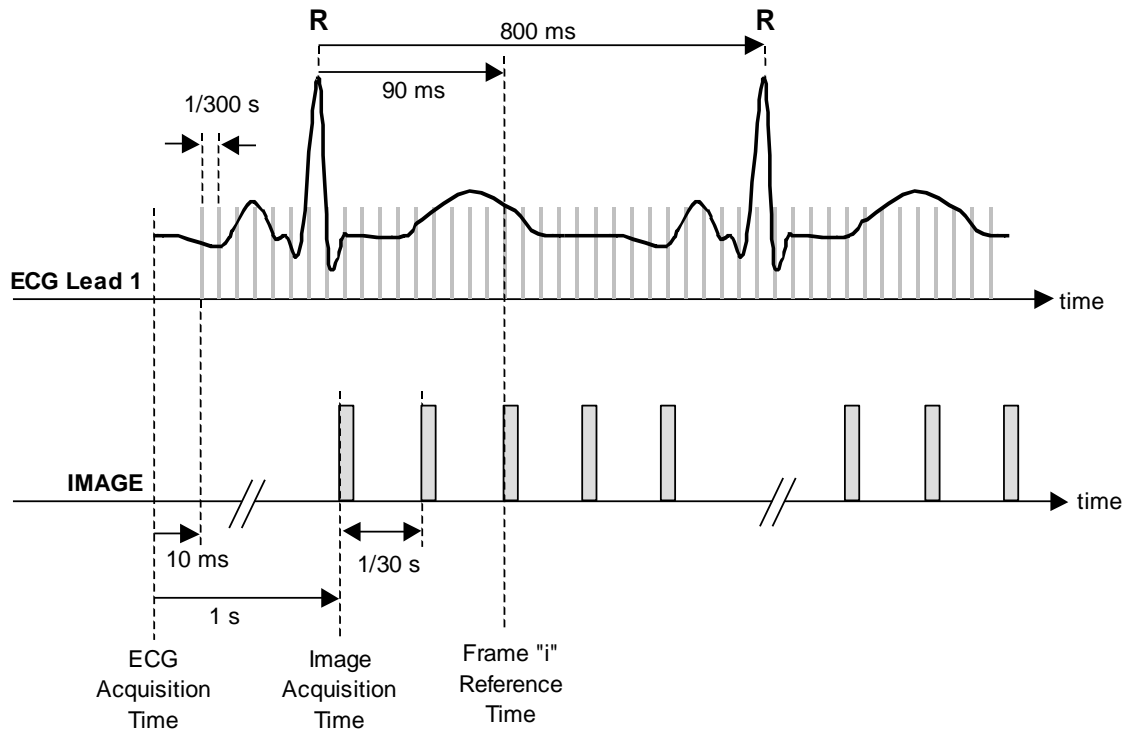 R
R
800 ms
90 ms
1/300 s
ECG Lead 1
time
IMAGE
time
10 ms
1/30 s
1 s
ECG
Acquisition
Time
Image
Acquisition
Time
Frame "i"
Reference
Time